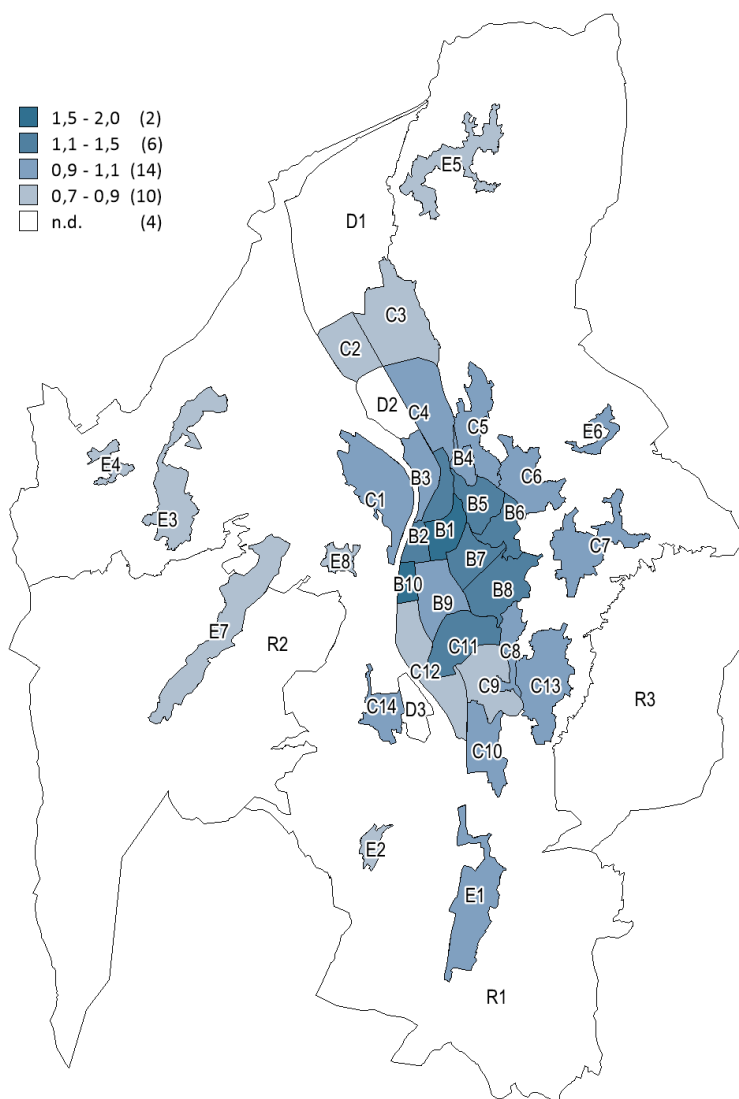 1,5 - 2,0 (2)
1,1 - 1,5 (6)
0,9 - 1,1 (14)
0,7 - 0,9 (10)
n.d. (4)
E5
D1
C3
C2
D2
C4
C5
E6
E4
B4
C6
B3
C1
B5
B6
E3
B1
B2
C7
B7
E8
B10
B8
B9
E7
R2
C11
C8
C12
C9
C13
R3
C14
D3
C10
E2
E1
R1